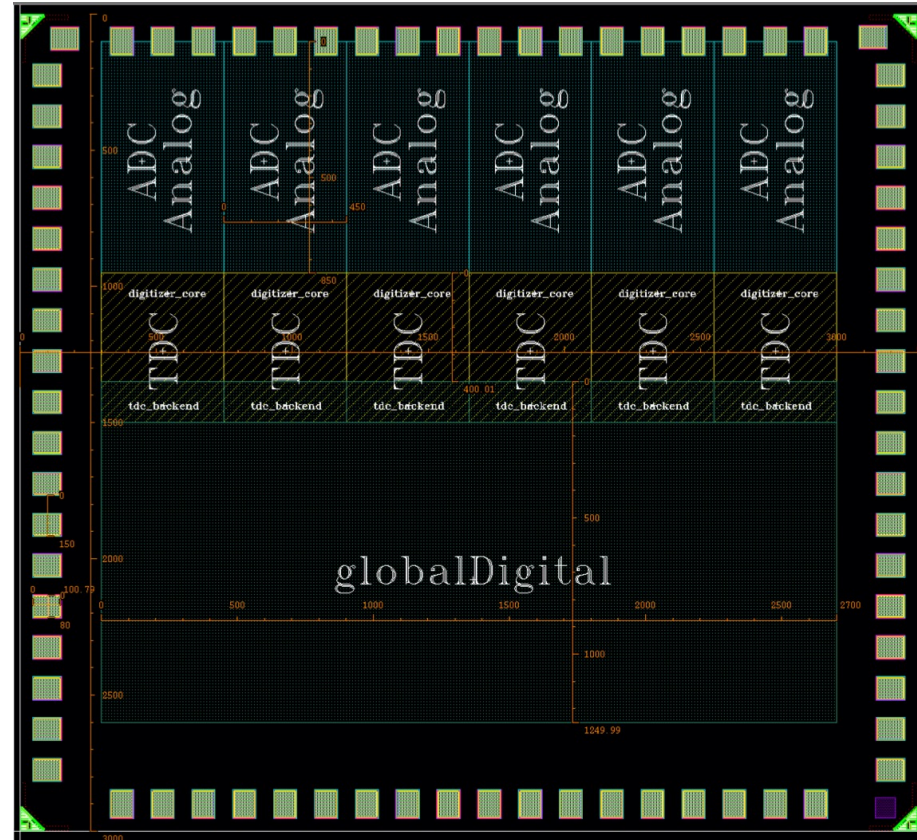 0
ADC Analog
ADC Analog
ADC Analog
ADC Analog
ADC Analog
ADC Analog
500
500
0
450
850
0
1000
digitizer_core
digitizer_core
digitizer_core
digitizer_core
digitizer_core
digitizer_core
TDC
TDC
TDC
TDC
TDC
TDC
0
500
1000
1500
2000
2500
3000
400.01
0
tdc_backend
tdc_backend
tdc_backend
tdc_backend
tdc_backend
tdc_backend
1500
0
500
150
2000
globalDigital
0
100.79
0
500
1000
1500
2000
2500
2700
80
1000
2500
1249.99
3000